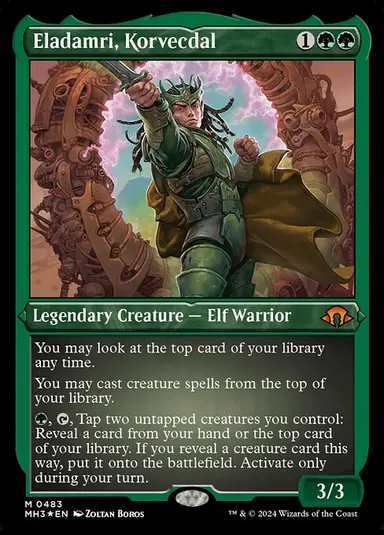 Eladamri, Korvecdal 1
Legendary Creature — Elf Warrior
You may look at the top card of your library
any time.
You may cast creature spells from the top of
your library.
, , Tap two untapped creatures you control:
Reveal a card from your hand or the top card
of your library. If you reveal a creature card this
way, put it onto the battlefield. Activate only
during your turn.
3/3
M 0483
MH3★EN ZOLTAN BOROS
™ & © 2024 Wizards of the Coast